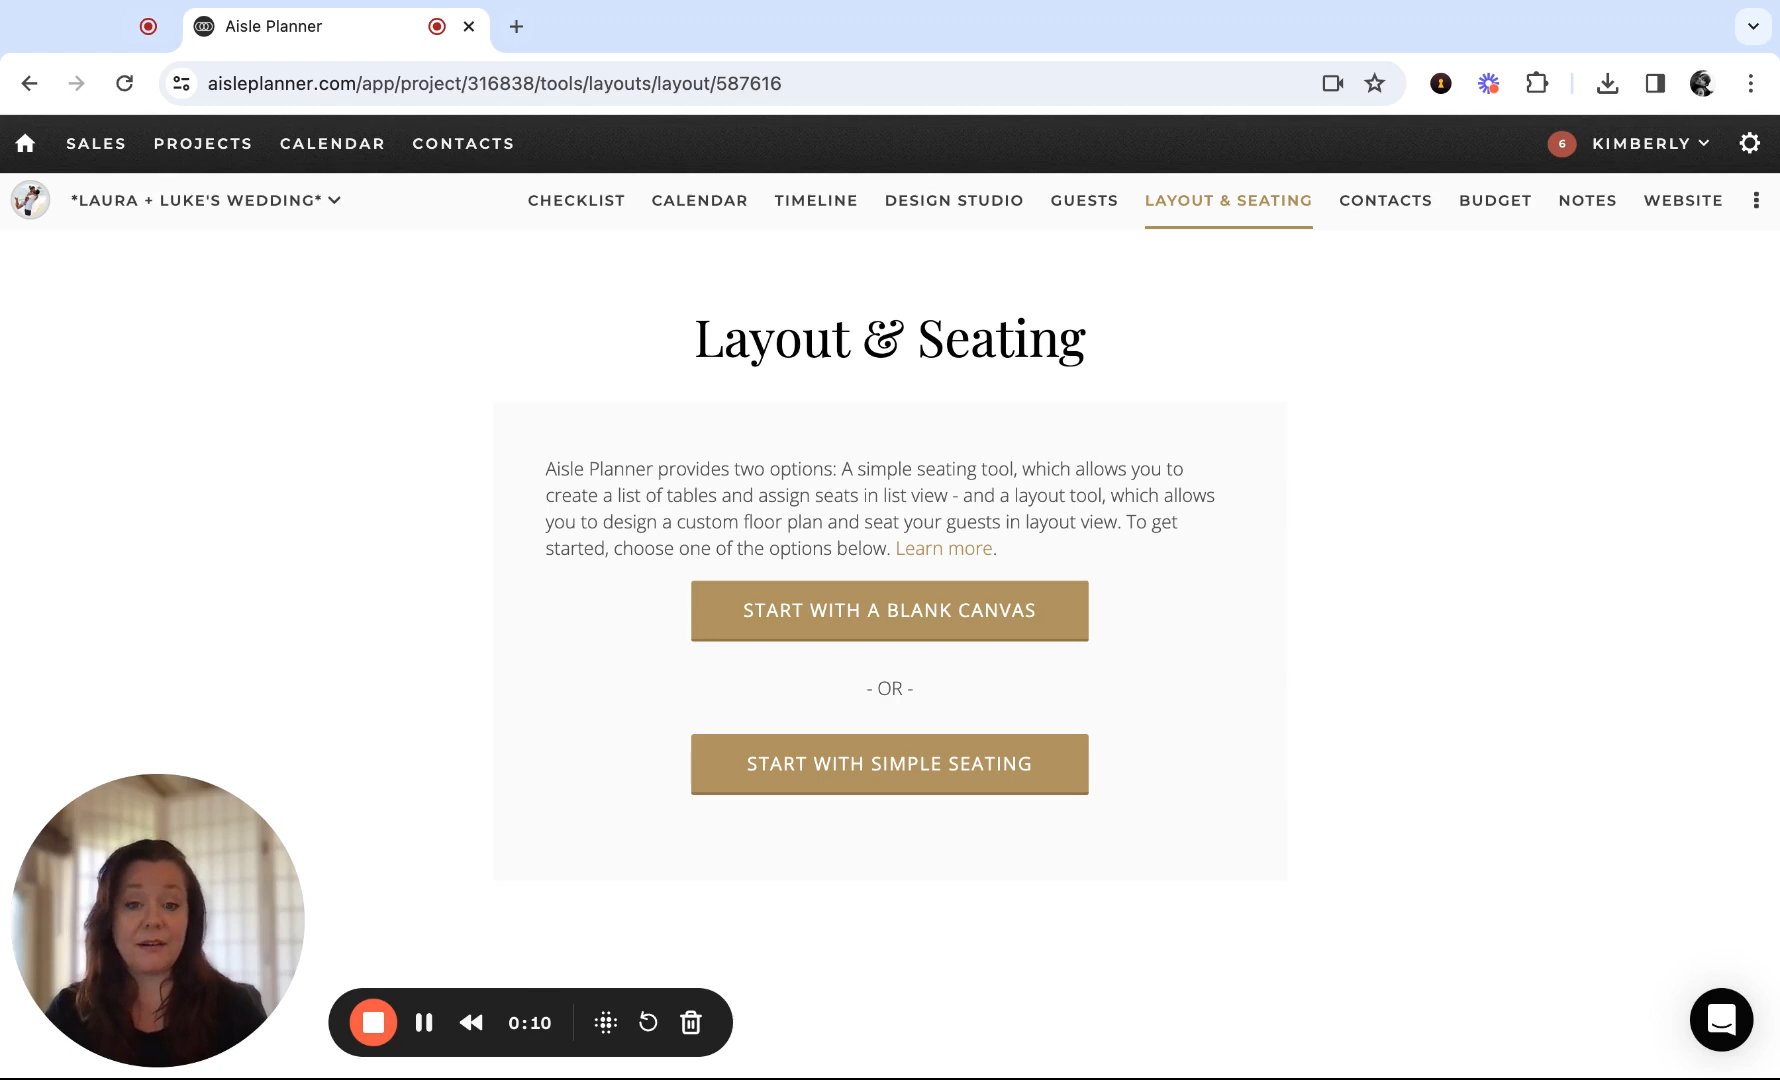 Aisle Planner
aisleplanner.com/app/project/316838/tools/layouts/layout/587616
SALES PROJECTS CALENDAR CONTACTS 6 KIMBERLY
*LAURA + LUKE'S WEDDING* CHECKLIST CALENDAR TIMELINE DESIGN STUDIO GUESTS LAYOUT & SEATING CONTACTS BUDGET NOTES WEBSITE
Layout & Seating
Aisle Planner provides two options: A simple seating tool, which allows you to
create a list of tables and assign seats in list view - and a layout tool, which allows
you to design a custom floor plan and seat your guests in layout view. To get
started, choose one of the options below. Learn more.
START WITH A BLANK CANVAS
- OR -
START WITH SIMPLE SEATING
0:10